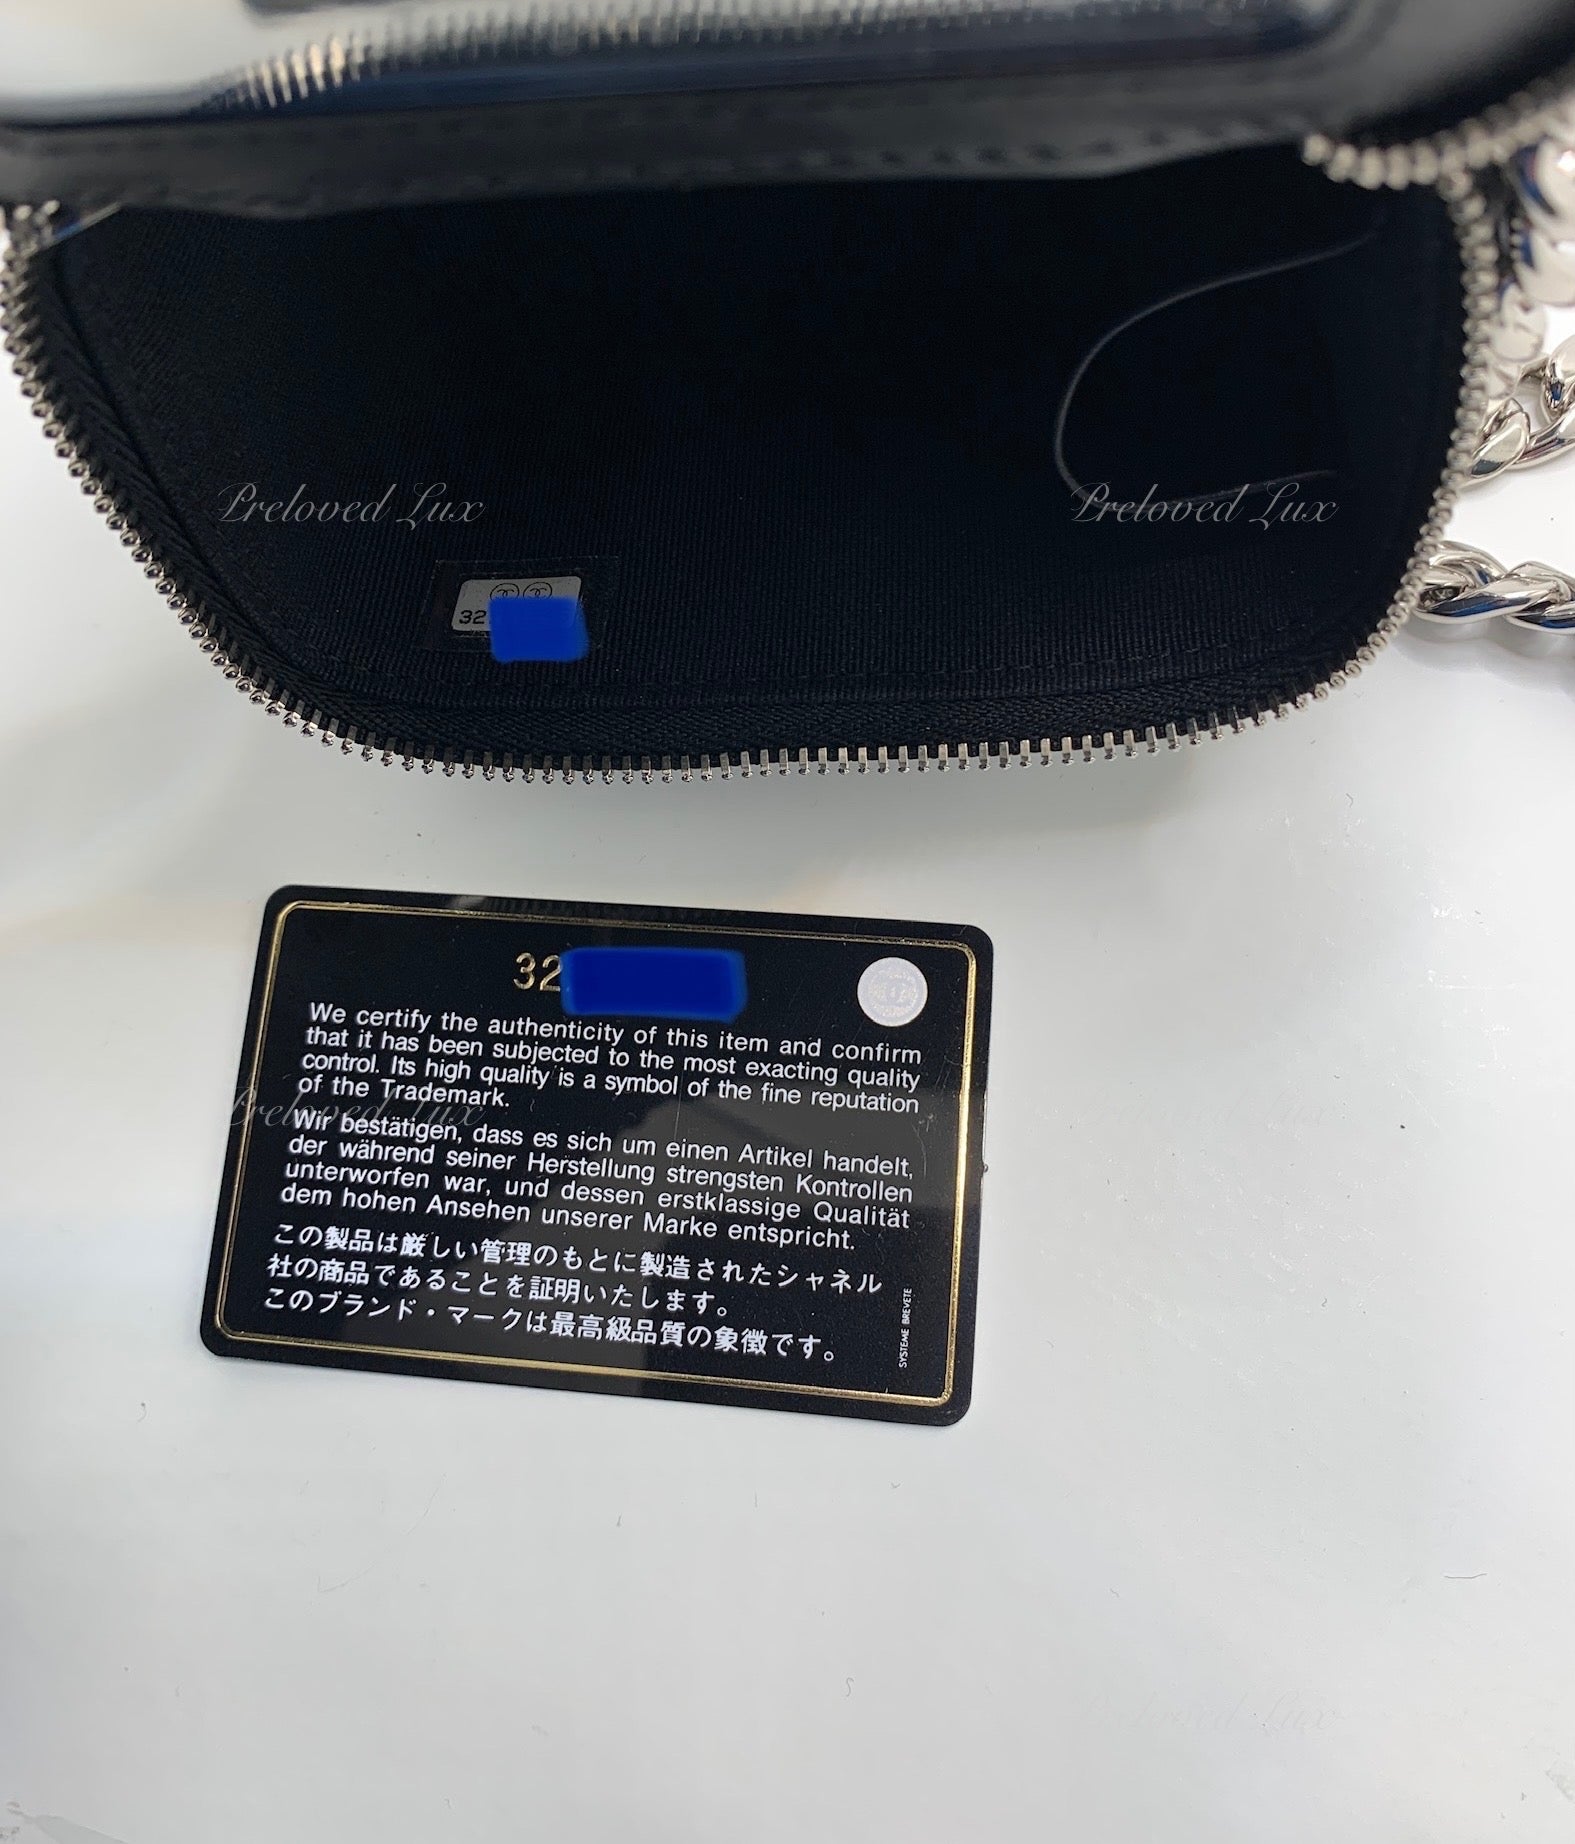 Preloved Lux
Preloved Lux
32
32
We certify the authenticity of this item and confirm
that it has been subjected to the most exacting quality
control. Its high quality is a symbol of the fine reputation
of the Trademark.
Preloved Lux
Wir bestätigen, dass es sich um einen Artikel handelt,
der während seiner Herstellung strengsten Kontrollen
unterworfen war, und dessen erstklassige Qualität
dem hohen Ansehen unserer Marke entspricht.
この製品は厳しい管理のもとに製造されたシャネル
社の商品であることを証明いたします。
このブランド・マークは最高級品質の象徴です。
SYSTEME BREVETE
Preloved Lux